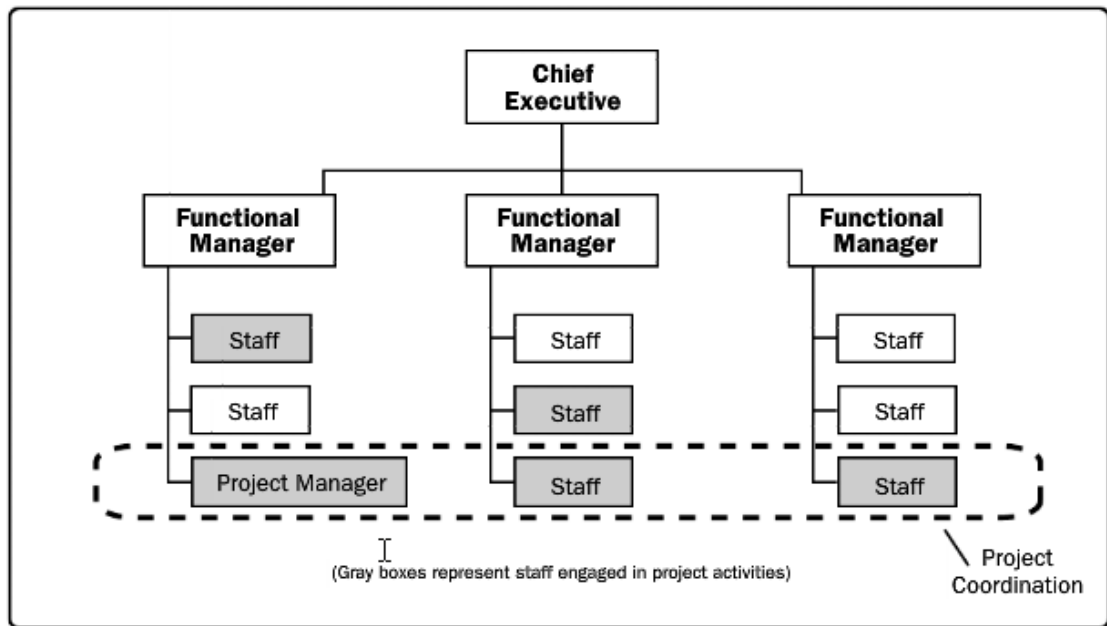 Chief
Executive
Functional
Manager
Functional
Manager
Functional
Manager
Staff
Staff
Staff
Staff
Staff
Staff
Project Manager
Staff
Staff
(Gray boxes represent staff engaged in project activities)
Project
Coordination